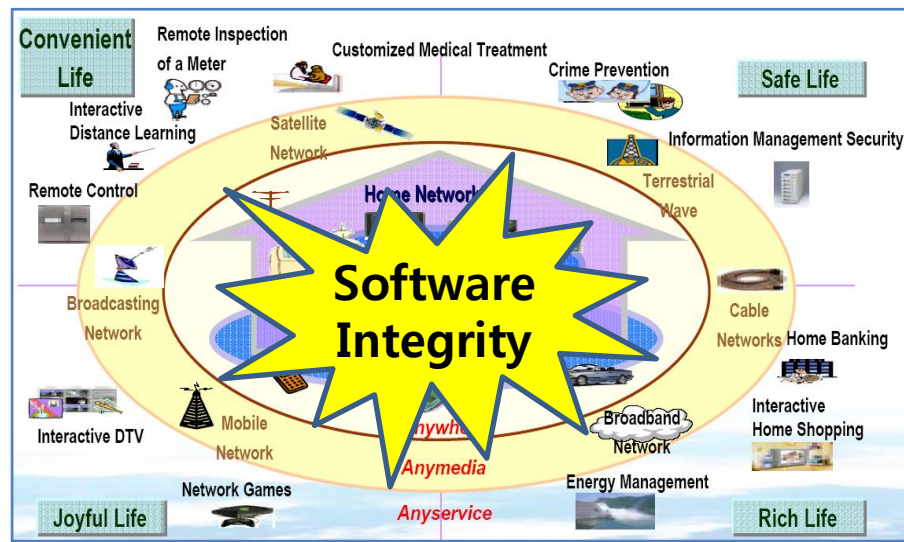 Convenient
Life
Remote Inspection
of a Meter
Customized Medical Treatment
Crime Prevention
Safe Life
Interactive
Distance Learning
Satellite
Network
Information Management Security
Remote Control
Home Network
Terrestrial
Wave
Software
Integrity
Broadcasting
Network
Cable
Networks
Home Banking
Interactive DTV
Mobile
Network
Broadband
Network
Interactive
Home Shopping
Anymedia
Network Games
Energy Management
Joyful Life
Anyservice
Rich Life